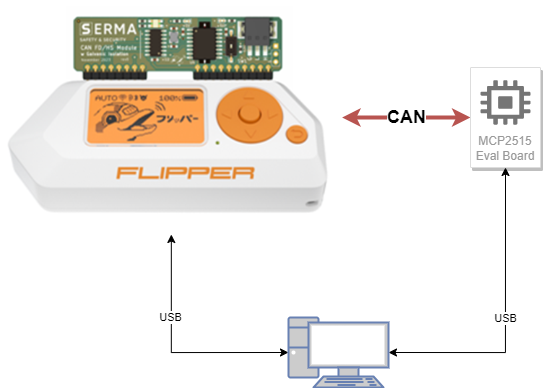 SERMA
SAFETY & SECURITY
CAN FD/HS Module
w Galvanic Isolation
AUTO
100%
フリッパー
FLIPPER
CAN
MCP2515
Eval Board
USB
USB